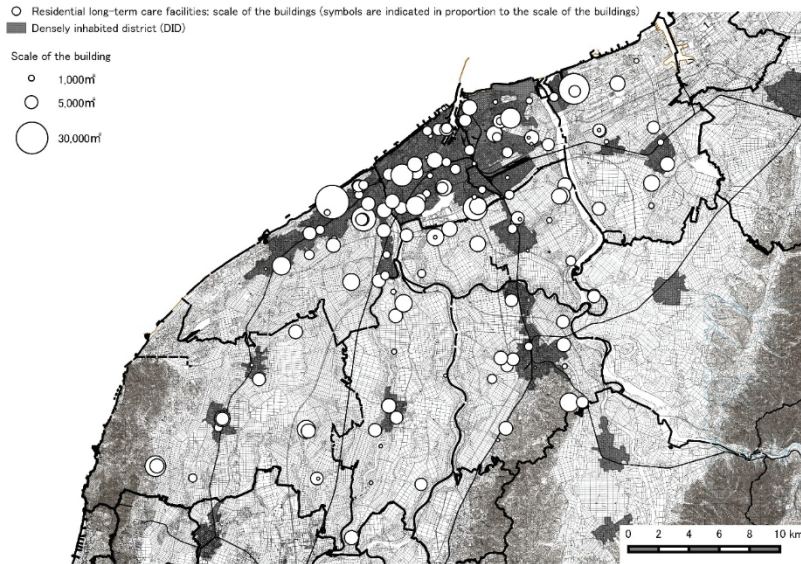 Residential long-term care facilities: scale of the buildings (symbols are indicated in proportion to the scale of the buildings)
Densely inhabited district (DID)
Scale of the building
1,000㎡
5,000㎡
30,000㎡
0 2 4 6 8 10 km